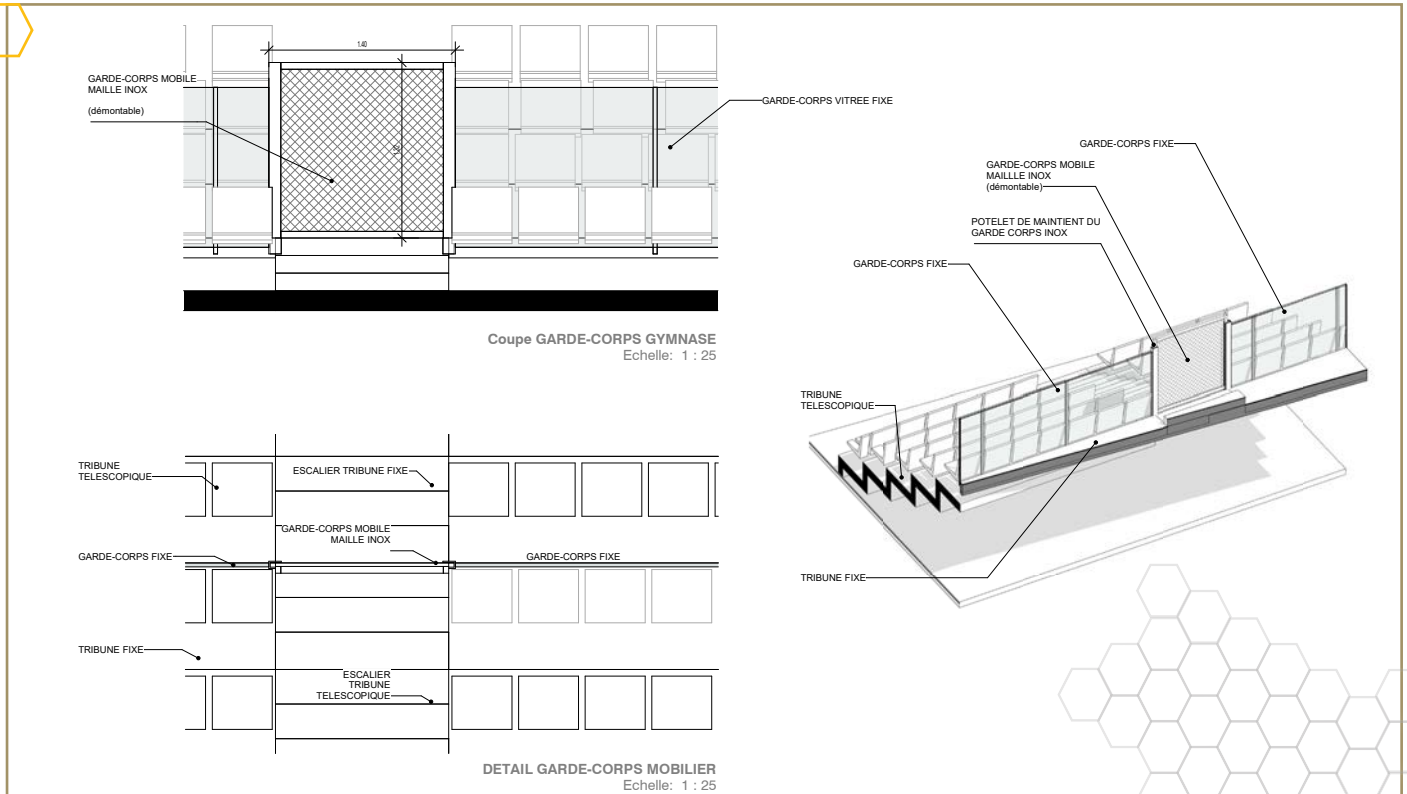 1.40
GARDE-CORPS MOBILE
MAILLE INOX
(démontable)
GARDE-CORPS VITREE FIXE
Coupe GARDE-CORPS GYMNASE
Echelle: 1 : 25
GARDE-CORPS FIXE
GARDE-CORPS MOBILE
MAILLLE INOX
(démontable)
POTELET DE MAINTIENT DU
GARDE CORPS INOX
GARDE-CORPS FIXE
TRIBUNE
TELESCOPIQUE
TRIBUNE FIXE
TRIBUNE
TELESCOPIQUE
ESCALIER TRIBUNE FIXE
GARDE-CORPS MOBILE
MAILLE INOX
GARDE-CORPS FIXE
GARDE-CORPS FIXE
TRIBUNE FIXE
ESCALIER
TRIBUNE
TELESCOPIQUE
DETAIL GARDE-CORPS MOBILIER
Echelle: 1 : 25